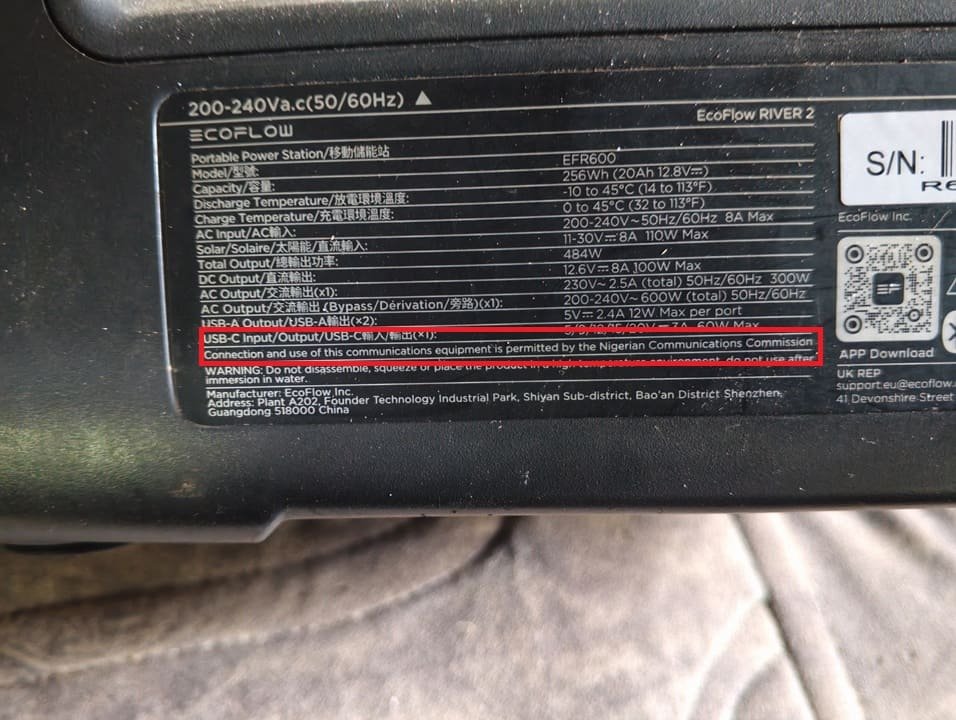 200-240Va.c(50/60Hz) ▲
ECOFLOW EcoFlow RIVER 2
Portable Power Station/移動儲能站
Model/型號: EFR600
Capacity/容量: 256Wh (20Ah 12.8V⎓)
Discharge Temperature/放電環境溫度: -10 to 45°C (14 to 113°F)
Charge Temperature/充電環境溫度: 0 to 45°C (32 to 113°F)
AC Input/AC輸入: 200-240V~50Hz/60Hz 8A Max
Solar/Solaire/太陽能/直流輸入: 11-30V⎓8A 110W Max
Total Output/總輸出功率: 484W
DC Output/直流輸出: 12.6V⎓8A 100W Max
AC Output/交流輸出(x1): 230V~ 2.5A (total) 50Hz/60Hz 300W
AC Output/交流輸出 (Bypass/Dérivation/旁路)(x1): 200-240V~600W (total) 50Hz/60Hz
USB-A Output/USB-A輸出(×2): 5V⎓2.4A 12W Max per port
USB-C Input/Output/USB-C輸入/輸出(×1): 5/9/12/15/20V⎓3A 60W Max
Connection and use of this communications equipment is permitted by the Nigerian Communications Commission
WARNING: Do not disassemble, squeeze or place the product in a high temperature environment, do not use after
immersion in water.
Manufacturer: EcoFlow Inc.
Address: Plant A202, Founder Technology Industrial Park, Shiyan Sub-district, Bao'an District Shenzhen,
Guangdong 518000 China
S/N:
R6
EcoFlow Inc.
EF
APP Download
UK REP
support.eu@ecoflow.
41 Devonshire Street